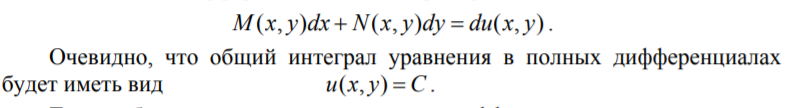 M(x, y)dx + N(x, y)dy = du(x, y).
Очевидно, что общий интеграл уравнения в полных дифференциалах
будет иметь вид u(x, y) = C.